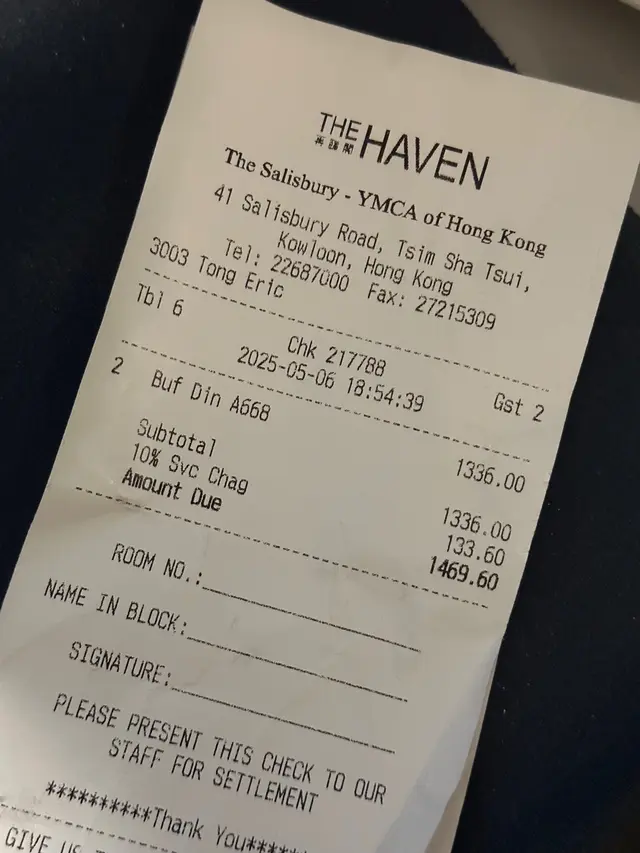 THE HAVEN
The Salisbury - YMCA of Hong Kong
41 Salisbury Road, Tsim Sha Tsui,
Kowloon, Hong Kong
Tel: 22687000 Fax: 27215309
3003 Tong Eric
Tbl 6 Chk 217788 Gst 2
2025-05-06 18:54:39
2 Buf Din A668 1336.00
Subtotal 1336.00
10% Svc Chag 133.60
Amount Due 1469.60
ROOM NO.:
NAME IN BLOCK:
SIGNATURE:
PLEASE PRESENT THIS CHECK TO OUR
STAFF FOR SETTLEMENT
**********Thank You*****
GIVE US